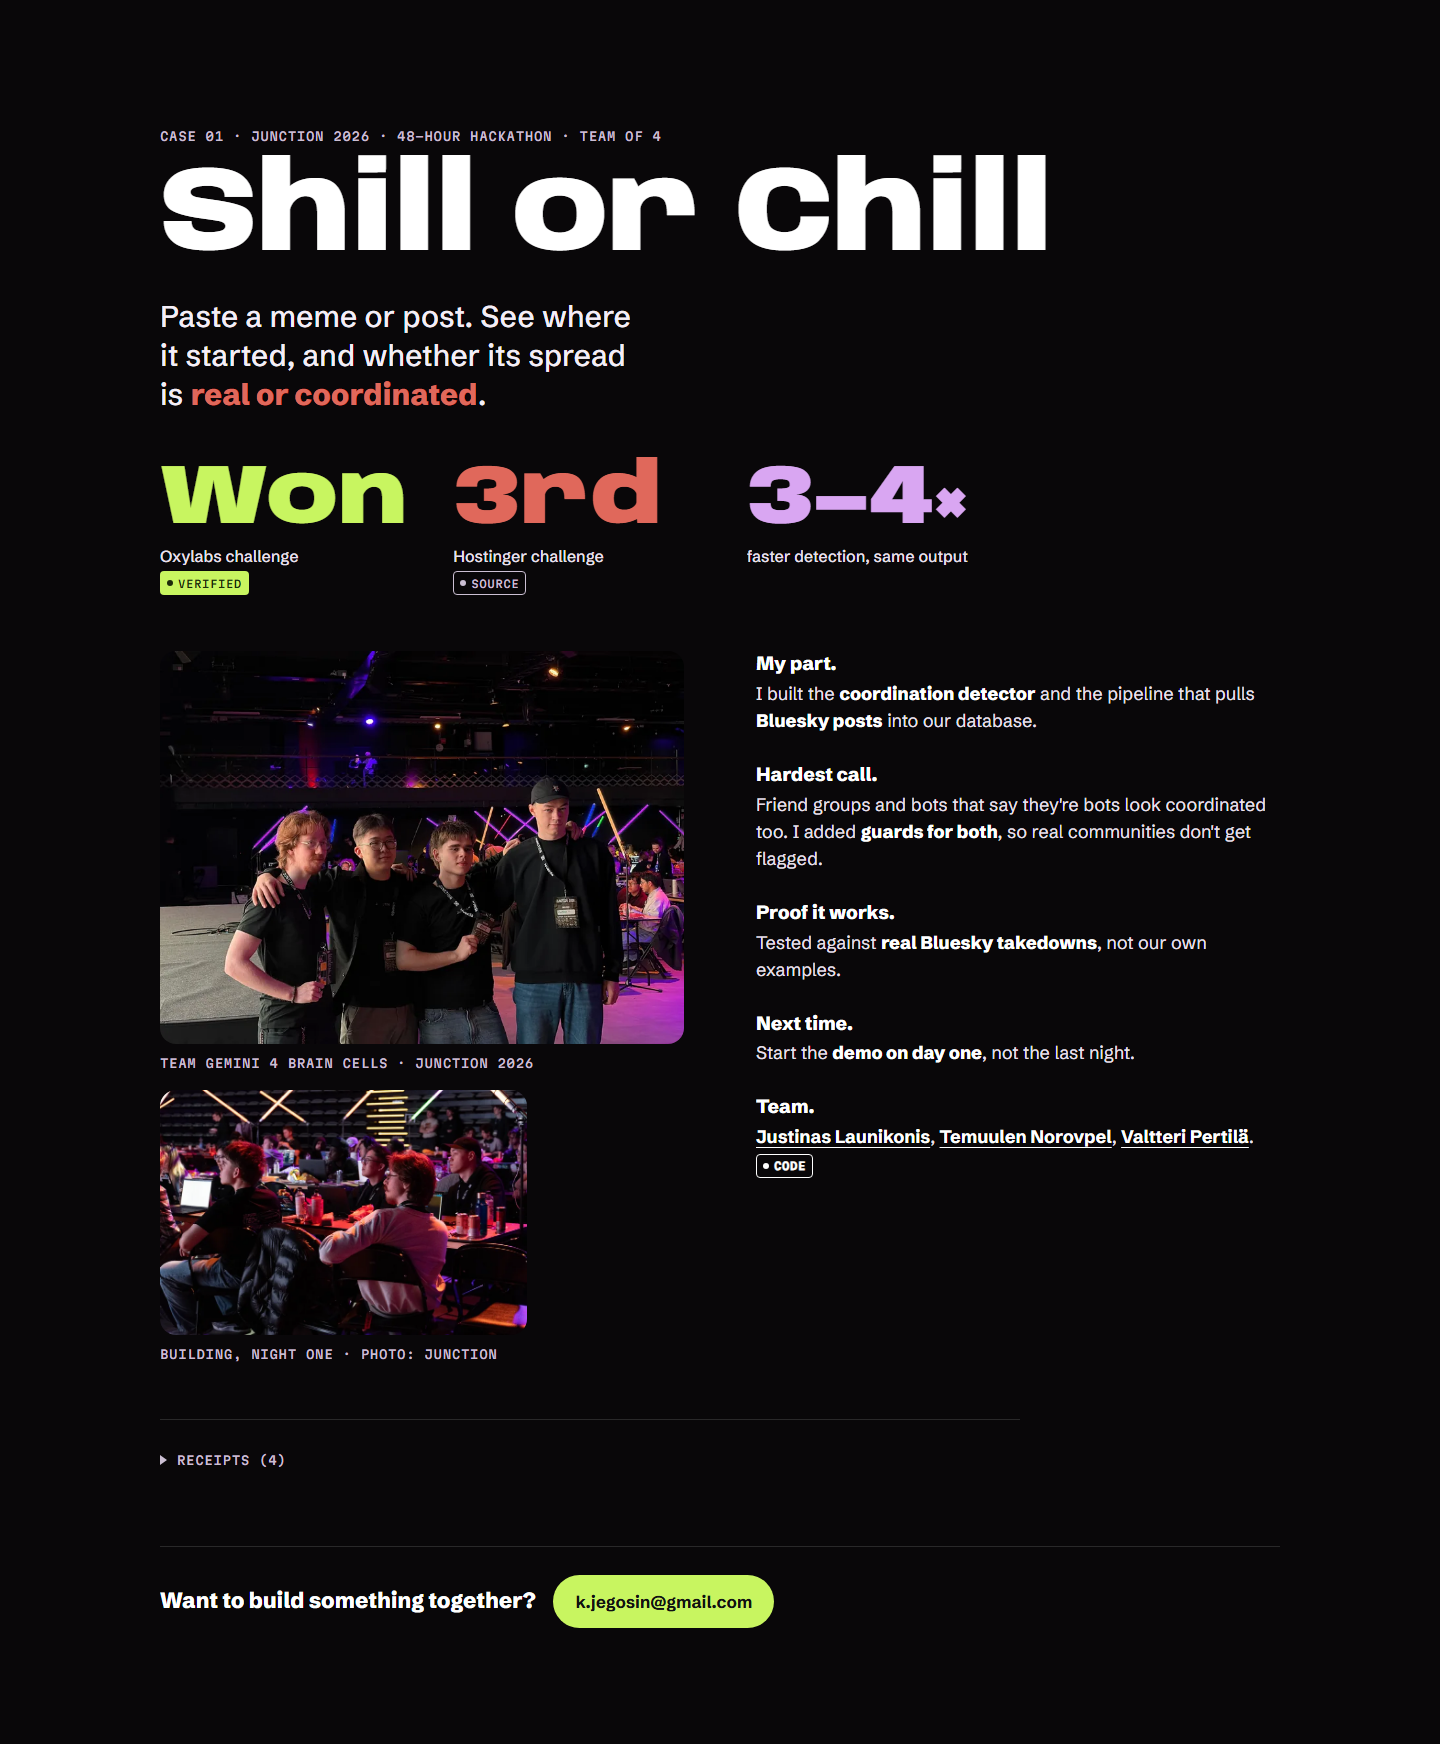 CASE 01 · JUNCTION 2026 · 48-HOUR HACKATHON · TEAM OF 4
Shill or Chill
Paste a meme or post. See where
it started, and whether its spread
is real or coordinated.
Won
Oxylabs challenge
VERIFIED
3rd
Hostinger challenge
SOURCE
3–4×
faster detection, same output
TEAM GEMINI 4 BRAIN CELLS · JUNCTION 2026
BUILDING, NIGHT ONE · PHOTO: JUNCTION
My part.
I built the coordination detector and the pipeline that pulls
Bluesky posts into our database.
Hardest call.
Friend groups and bots that say they're bots look coordinated
too. I added guards for both, so real communities don't get
flagged.
Proof it works.
Tested against real Bluesky takedowns, not our own
examples.
Next time.
Start the demo on day one, not the last night.
Team.
Justinas Launikonis, Temuulen Norovpel, Valtteri Pertilä.
CODE
RECEIPTS (4)
Want to build something together?
k.jegosin@gmail.com